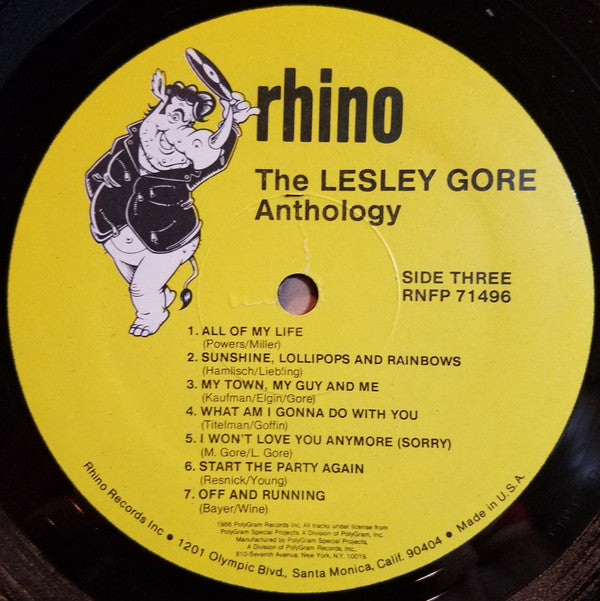 rhino
The LESLEY GORE
Anthology
SIDE THREE
RNFP 71496
1. ALL OF MY LIFE
(Powers/Miller)
2. SUNSHINE, LOLLIPOPS AND RAINBOWS
(Hamlisch/Liebling)
3. MY TOWN, MY GUY AND ME
(Kaufman/Elgin/Gore)
4. WHAT AM I GONNA DO WITH YOU
(Titelman/Goffin)
5. I WON'T LOVE YOU ANYMORE (SORRY)
(M. Gore/L. Gore)
6. START THE PARTY AGAIN
(Resnick/Young)
7. OFF AND RUNNING
(Bayer/Wine)
1986 PolyGram Records Inc. All tracks under license from
PolyGram Special Projects, A Division of PolyGram, Inc.
Manufactured by PolyGram Special Projects,
A Division of PolyGram Records, Inc.,
810 Seventh Avenue, New York, N.Y. 10019.
Rhino Records Inc • 1201 Olympic Blvd., Santa Monica, Calif. 90404 • Made in U.S.A.